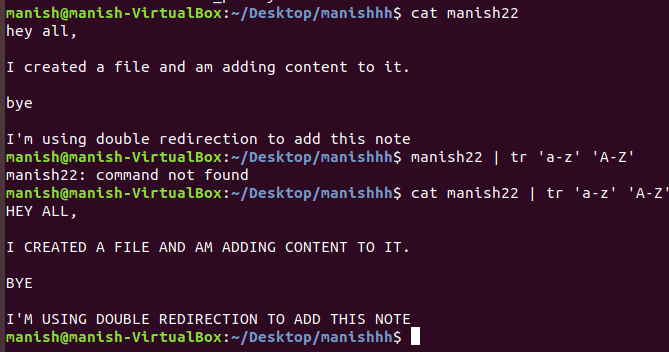 manish@manish-VirtualBox:~/Desktop/manishhh$ cat manish22
hey all,
I created a file and am adding content to it.
bye
I'm using double redirection to add this note
manish@manish-VirtualBox:~/Desktop/manishhh$ manish22 | tr 'a-z' 'A-Z'
manish22: command not found
manish@manish-VirtualBox:~/Desktop/manishhh$ cat manish22 | tr 'a-z' 'A-Z'
HEY ALL,
I CREATED A FILE AND AM ADDING CONTENT TO IT.
BYE
I'M USING DOUBLE REDIRECTION TO ADD THIS NOTE
manish@manish-VirtualBox:~/Desktop/manishhh$